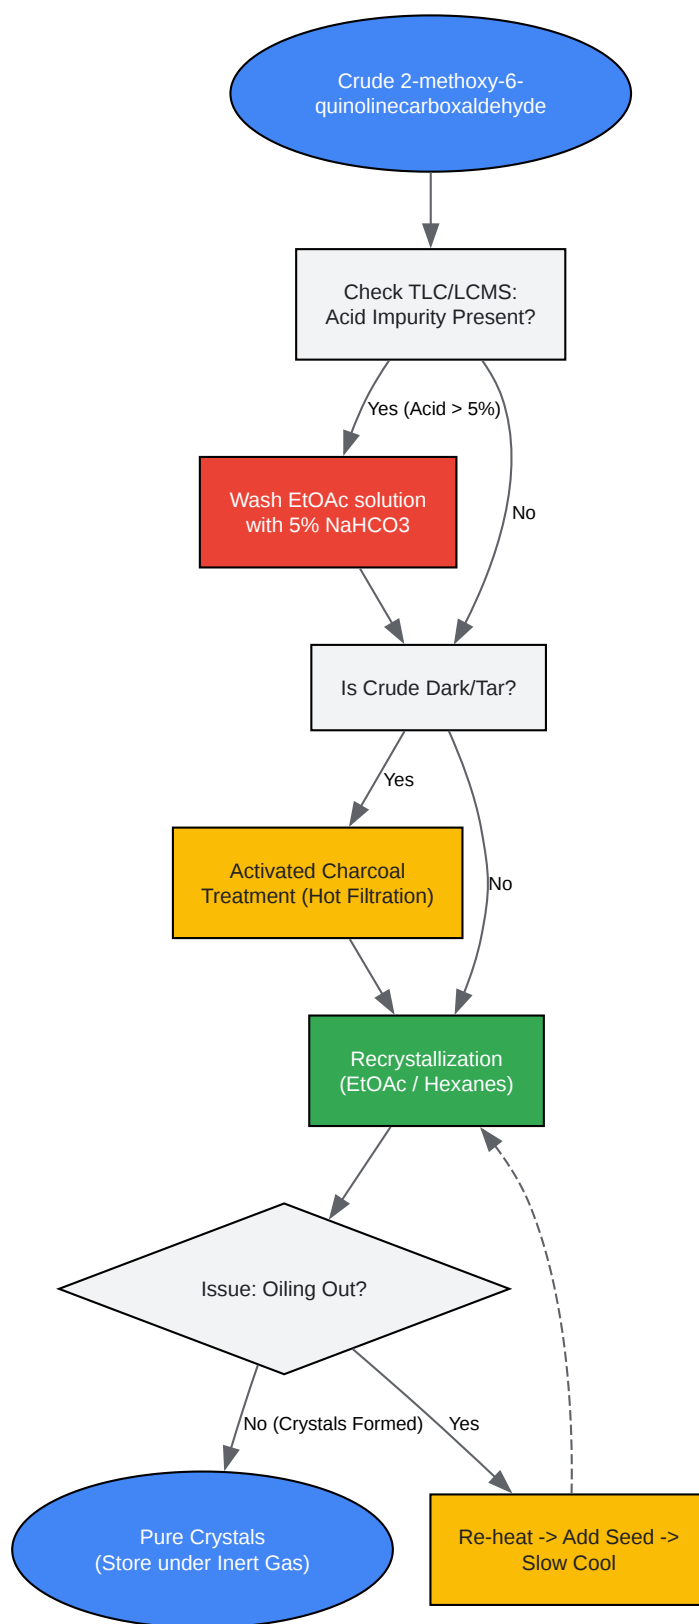 Crude 2-methoxy-6-
quinolinecarboxaldehyde
Check TLC/LCMS:
Acid Impurity Present?
Yes (Acid > 5%)
Wash EtOAc solution
with 5% NaHCO3
No
Is Crude Dark/Tar?
Yes
Activated Charcoal
Treatment (Hot Filtration)
No
Recrystallization
(EtOAc / Hexanes)
Issue: Oiling Out?
No (Crystals Formed)
Yes
Pure Crystals
(Store under Inert Gas)
Re-heat -> Add Seed ->
Slow Cool